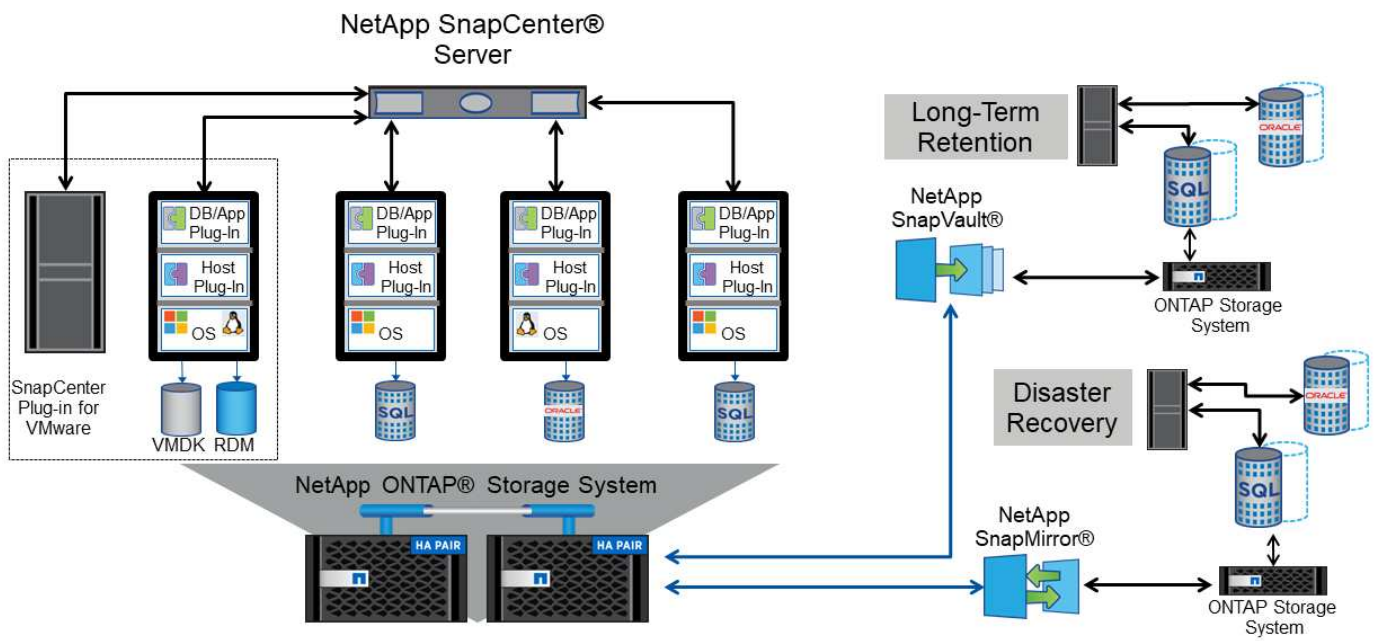 NetApp SnapCenter®
Server
Long-Term
Retention
ORACLE
SQL
NetApp
SnapVault®
ONTAP Storage
System
DB/App
Plug-In
Host
Plug-In
OS
DB/App
Plug-In
Host
Plug-In
OS
DB/App
Plug-In
Host
Plug-In
OS
DB/App
Plug-In
Host
Plug-In
OS
SnapCenter
Plug-in for
VMware
VMDK
RDM
SQL
ORACLE
SQL
Disaster
Recovery
ORACLE
SQL
NetApp ONTAP® Storage System
HA PAIR
HA PAIR
NetApp
SnapMirror®
ONTAP Storage
System